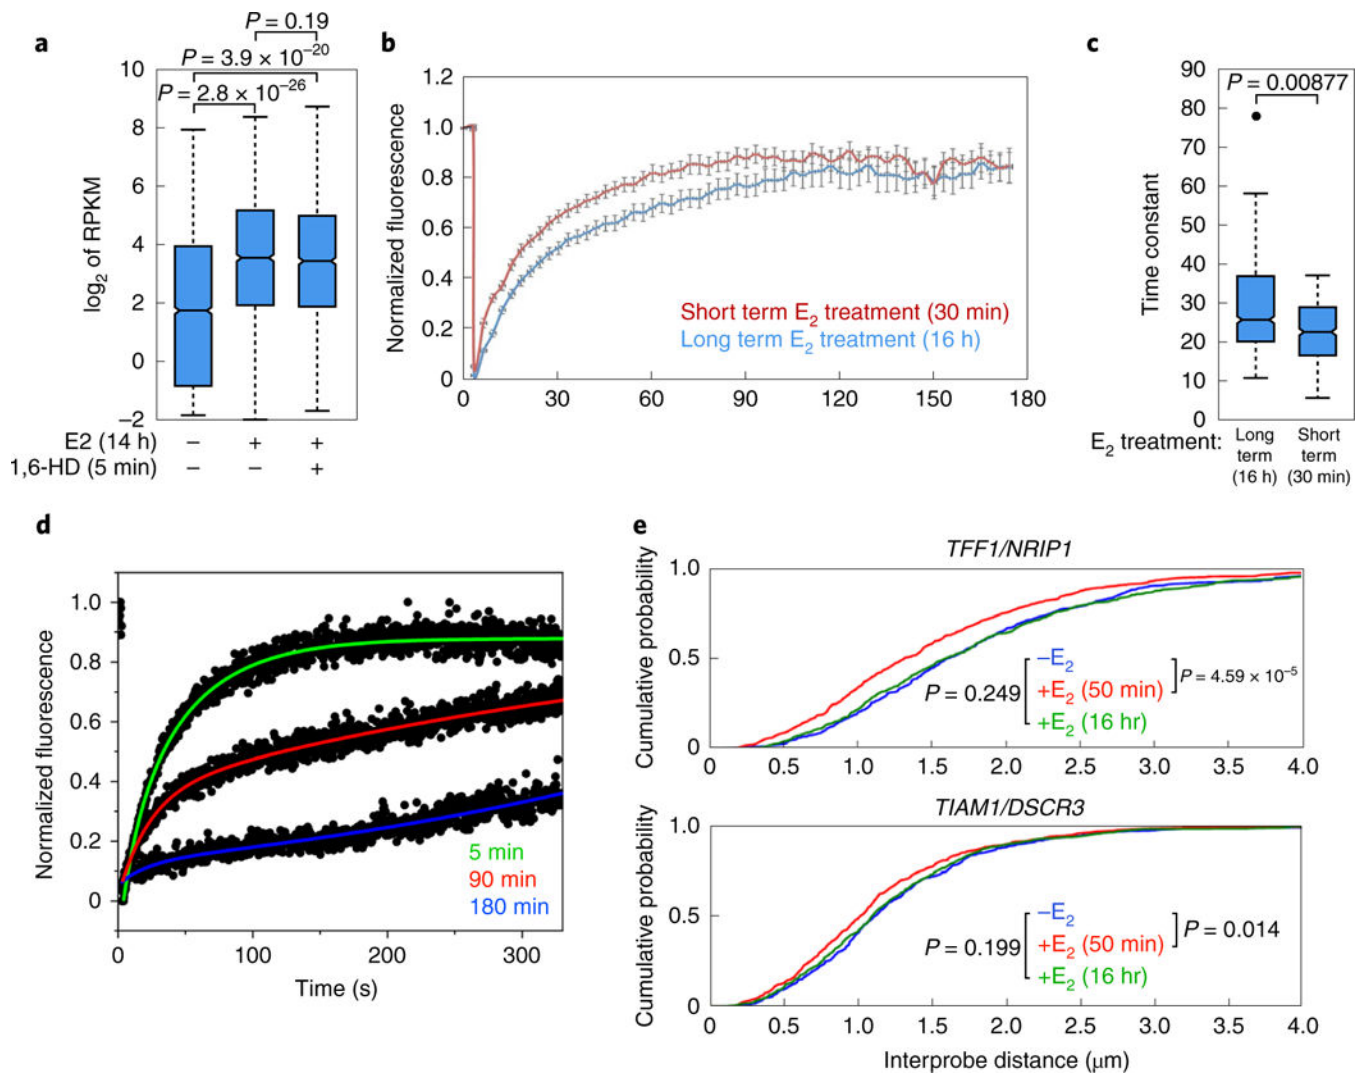 a
P = 0.19
P = 3.9 × 10⁻²⁰
P = 2.8 × 10⁻²⁶
10
8
6
4
2
0
−2
log₂ of RPKM
E2 (14 h) − + +
1,6-HD (5 min) − − +
b
1.2
1.0
0.8
0.6
0.4
0.2
0
Normalized fluorescence
Short term E₂ treatment (30 min)
Long term E₂ treatment (16 h)
0 30 60 90 120 150 180
c
90
80
70
60
50
40
30
20
10
0
Time constant
P = 0.00877
E₂ treatment: Long Short
term term
(16 h) (30 min)
d
1.0
0.8
0.6
0.4
0.2
0
Normalized fluorescence
5 min
90 min
180 min
0 100 200 300
Time (s)
e
TFF1/NRIP1
1.0
0.5
0
Cumulative probability
−E₂
+E₂ (50 min)
+E₂ (16 hr)
P = 0.249
P = 4.59 × 10⁻⁵
0 0.5 1.0 1.5 2.0 2.5 3.0 3.5 4.0
TIAM1/DSCR3
1.0
0.5
0
Cumulative probability
−E₂
+E₂ (50 min)
+E₂ (16 hr)
P = 0.199
P = 0.014
0 0.5 1.0 1.5 2.0 2.5 3.0 3.5 4.0
Interprobe distance (μm)